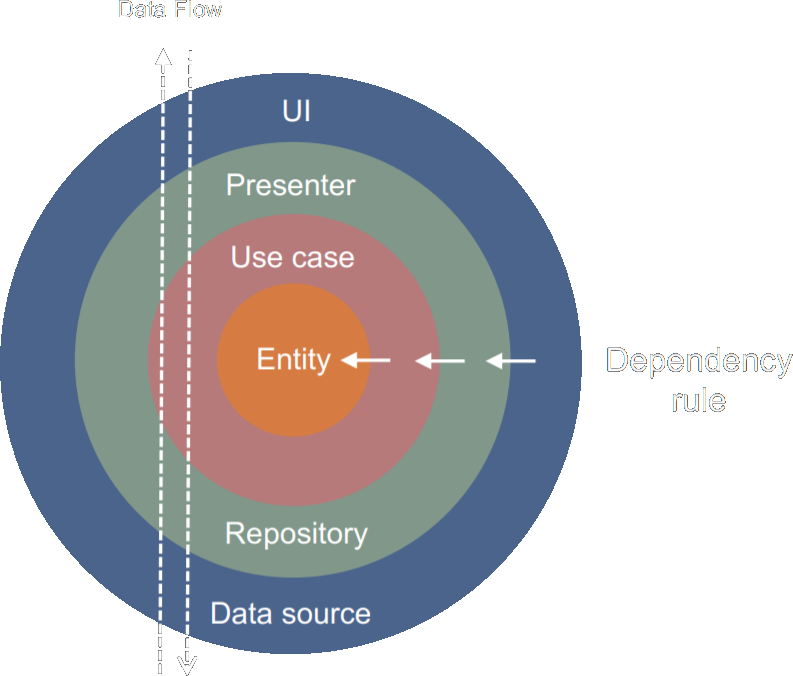 Data Flow
UI
Presenter
Use case
Entity
Dependency
rule
Repository
Data source